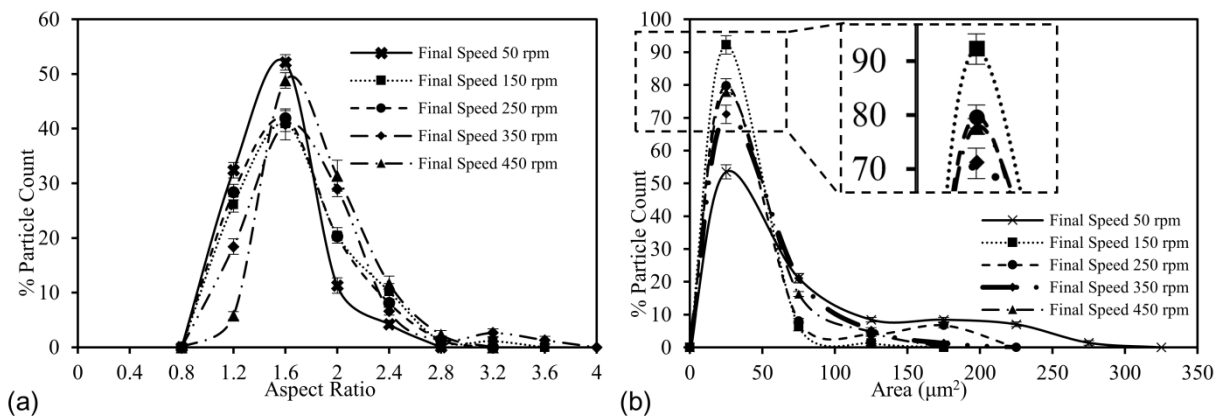 60
50
40
30
20
10
0
% Particle Count
0 0.4 0.8 1.2 1.6 2.0 2.4 2.8 3.2 3.6 4
Aspect Ratio
Final Speed 50 rpm
Final Speed 150 rpm
Final Speed 250 rpm
Final Speed 350 rpm
Final Speed 450 rpm
(a)
100
90
80
70
60
50
40
30
20
10
0
% Particle Count
90
80
70
Final Speed 50 rpm
Final Speed 150 rpm
Final Speed 250 rpm
Final Speed 350 rpm
Final Speed 450 rpm
0 50 100 150 200 250 300 350
Area (µm²)
(b)